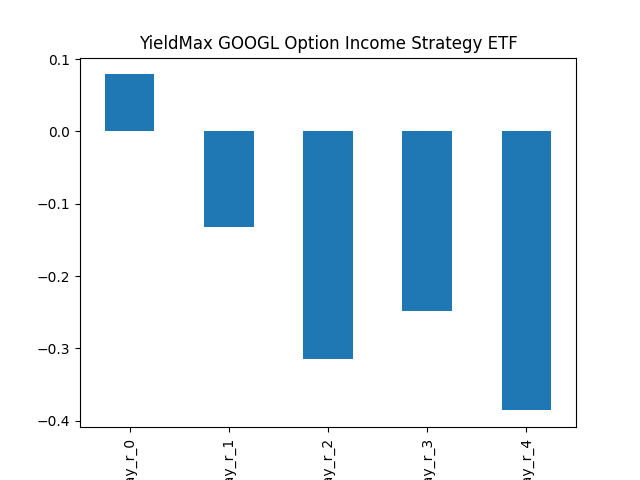 YieldMax GOOGL Option Income Strategy ETF
0.1
0.0
−0.1
−0.2
−0.3
−0.4
ay_r_0
ay_r_1
ay_r_2
ay_r_3
ay_r_4